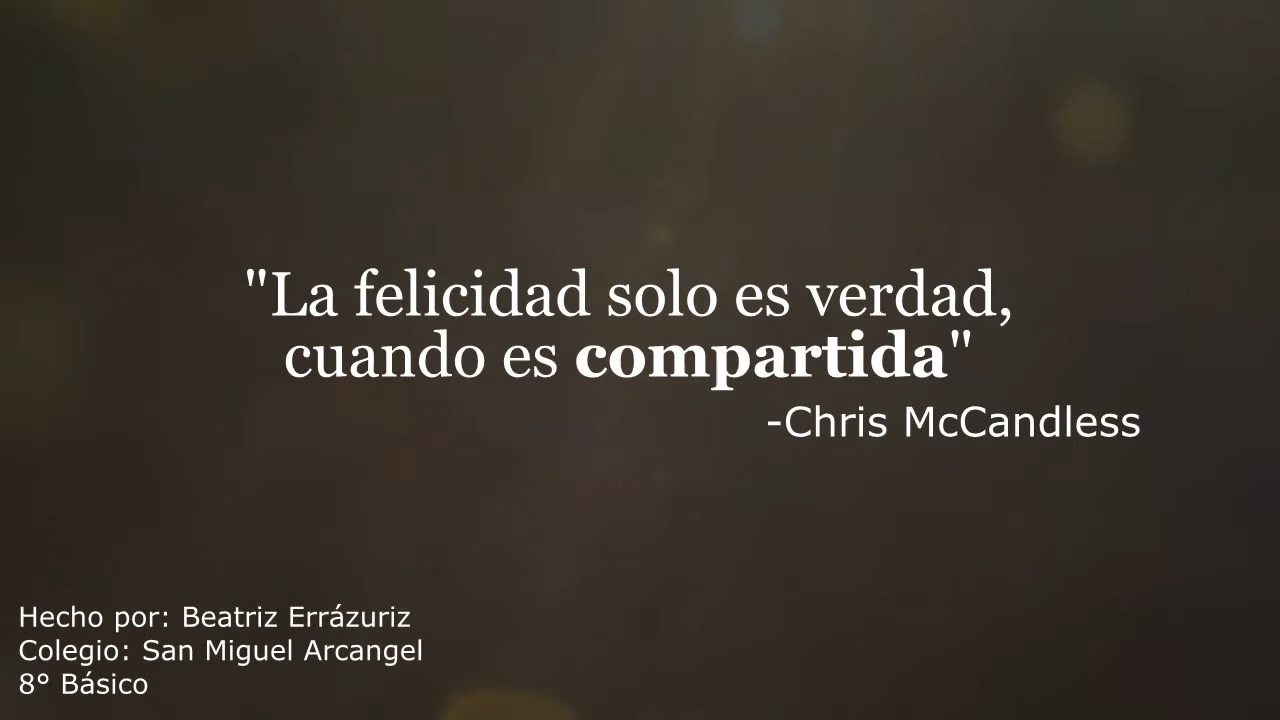 "La felicidad solo es verdad,
cuando es compartida"
-Chris McCandless
Hecho por: Beatriz Errázuriz
Colegio: San Miguel Arcangel
8° Básico